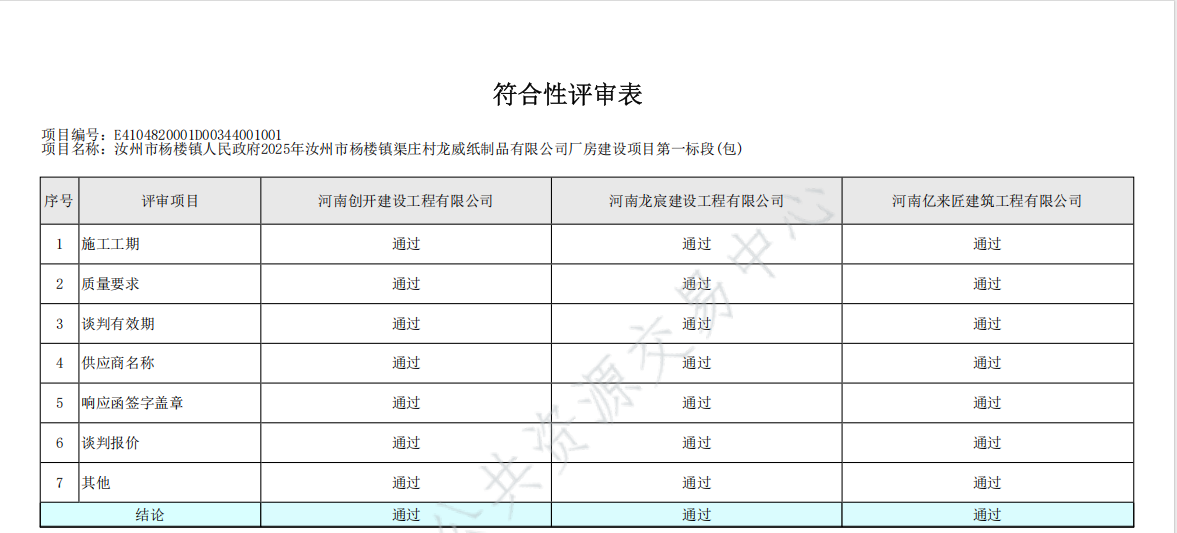 符合性评审表
项目编号：E4104820001D00344001001
项目名称：汝州市杨楼镇人民政府2025年汝州市杨楼镇渠庄村龙威纸制品有限公司厂房建设项目第一标段(包)
序号 评审项目 河南创开建设工程有限公司 河南龙宸建设工程有限公司 河南亿来匠建筑工程有限公司
1 施工工期 通过 通过 通过
2 质量要求 通过 通过 通过
3 谈判有效期 通过 通过 通过
4 供应商名称 通过 通过 通过
5 响应函签字盖章 通过 通过 通过
6 谈判报价 通过 通过 通过
7 其他 通过 通过 通过
结论 通过 通过 通过
公共资源交易中心